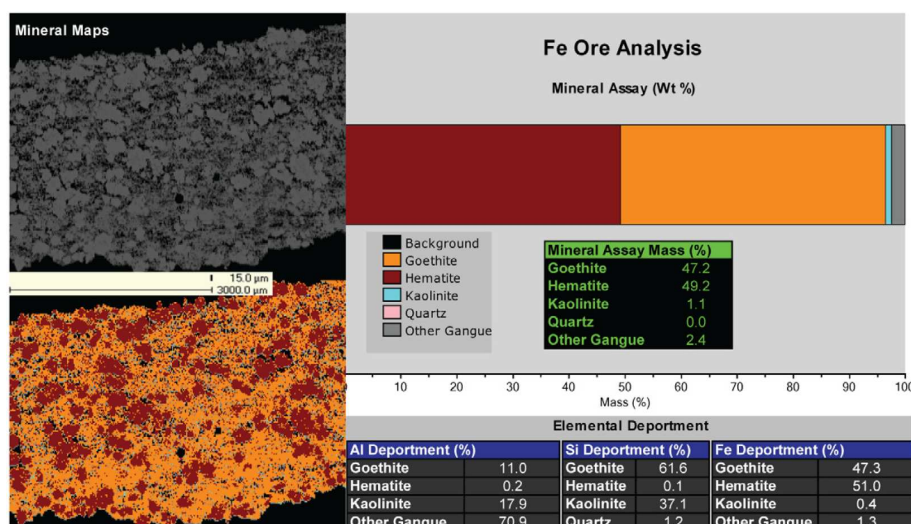 Mineral Maps
Fe Ore Analysis
Mineral Assay (Wt %)
Background
Goethite
Hematite
Kaolinite
Quartz
Other Gangue
Mineral Assay Mass (%)
Goethite 47.2
Hematite 49.2
Kaolinite 1.1
Quartz 0.0
Other Gangue 2.4
15.0 µm
3000.0 µm
10 20 30 40 50 60 70 80 90 100
Mass (%)
Elemental Deportment
Al Deportment (%) Si Deportment (%) Fe Deportment (%)
Goethite 11.0 Goethite 61.6 Goethite 47.3
Hematite 0.2 Hematite 0.1 Hematite 51.0
Kaolinite 17.9 Kaolinite 37.1 Kaolinite 0.4
Other Gangue 70.9 Quartz 1.2 Other Gangue 1.3